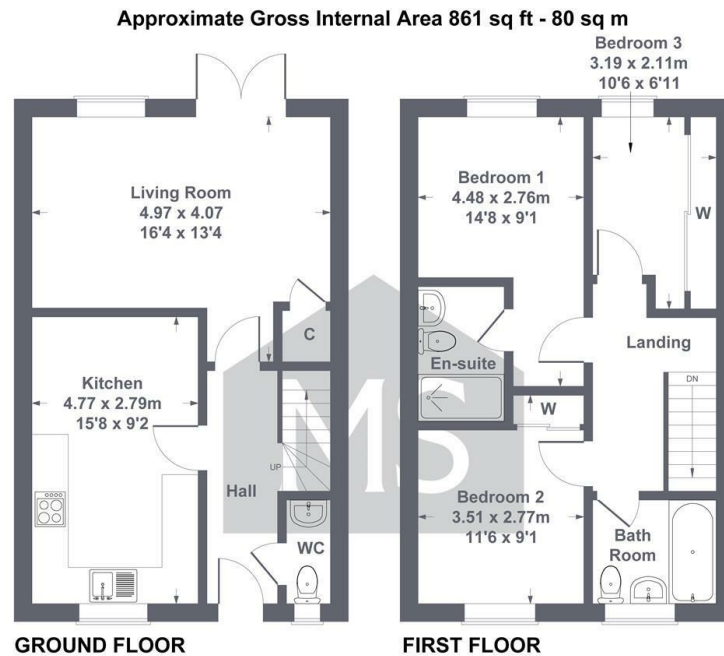 Approximate Gross Internal Area 861 sq ft - 80 sq m
Living Room
4.97 x 4.07
16'4 x 13'4
C
Kitchen
4.77 x 2.79m
15'8 x 9'2
UP
Hall
WC
GROUND FLOOR
Bedroom 3
3.19 x 2.11m
10'6 x 6'11
Bedroom 1
4.48 x 2.76m
14'8 x 9'1
W
En-suite
Landing
DN
W
Bedroom 2
3.51 x 2.77m
11'6 x 9'1
Bath
Room
FIRST FLOOR
MS